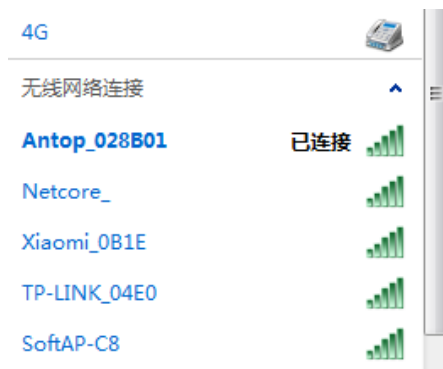 4G
无线网络连接
Antop_028B01 已连接
Netcore_
Xiaomi_0B1E
TP-LINK_04E0
SoftAP-C8